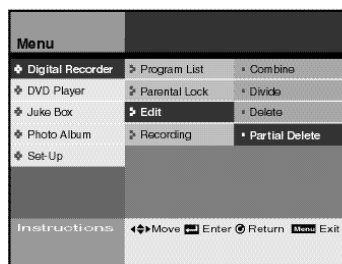 Menu
Digital Recorder
Program List
Combine
DVD Player
Parental Lock
Divide
Juke Box
Edit
Delete
Photo Album
Recording
Partial Delete
Set-Up
Instructions
Move Enter Return Menu Exit